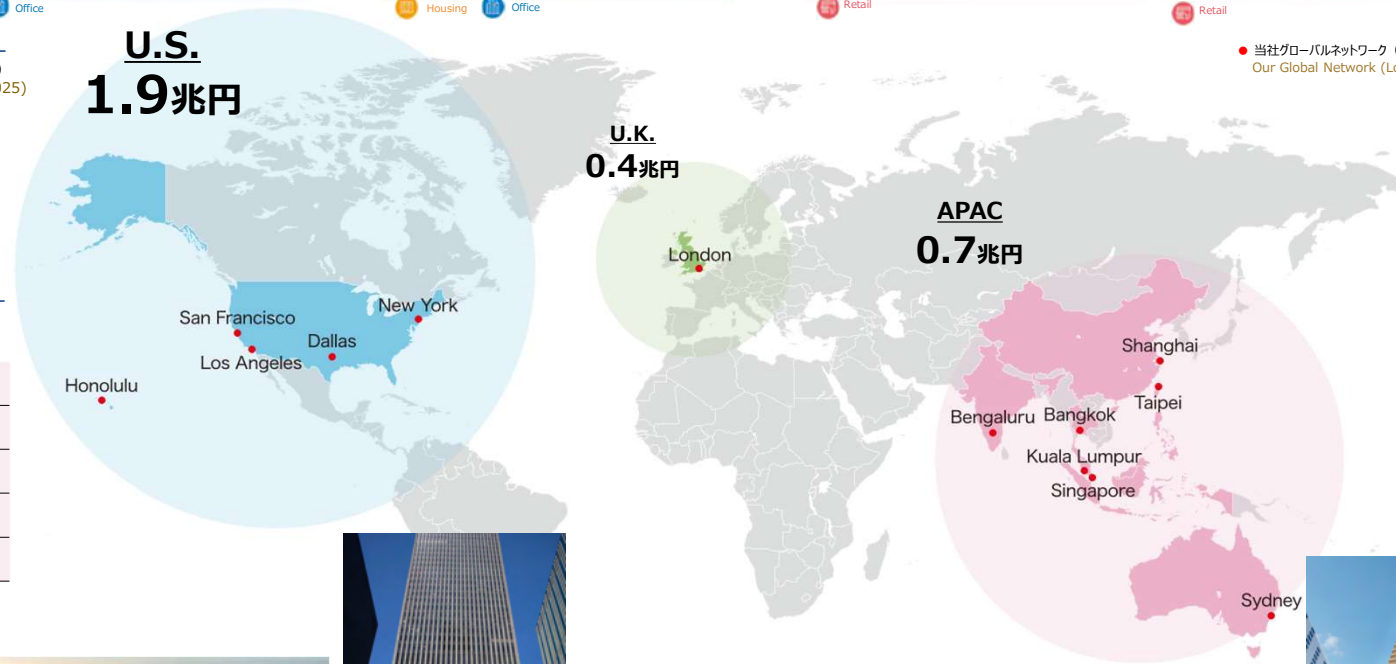 Office
Housing
Office
Retail
Retail
U.S.
1.9兆円
025)
● 当社グローバルネットワーク
Our Global Network
U.K.
0.4兆円
APAC
0.7兆円
London
San Francisco
New York
Dallas
Los Angeles
Honolulu
Shanghai
Taipei
Bengaluru
Bangkok
Kuala Lumpur
Singapore
Sydney